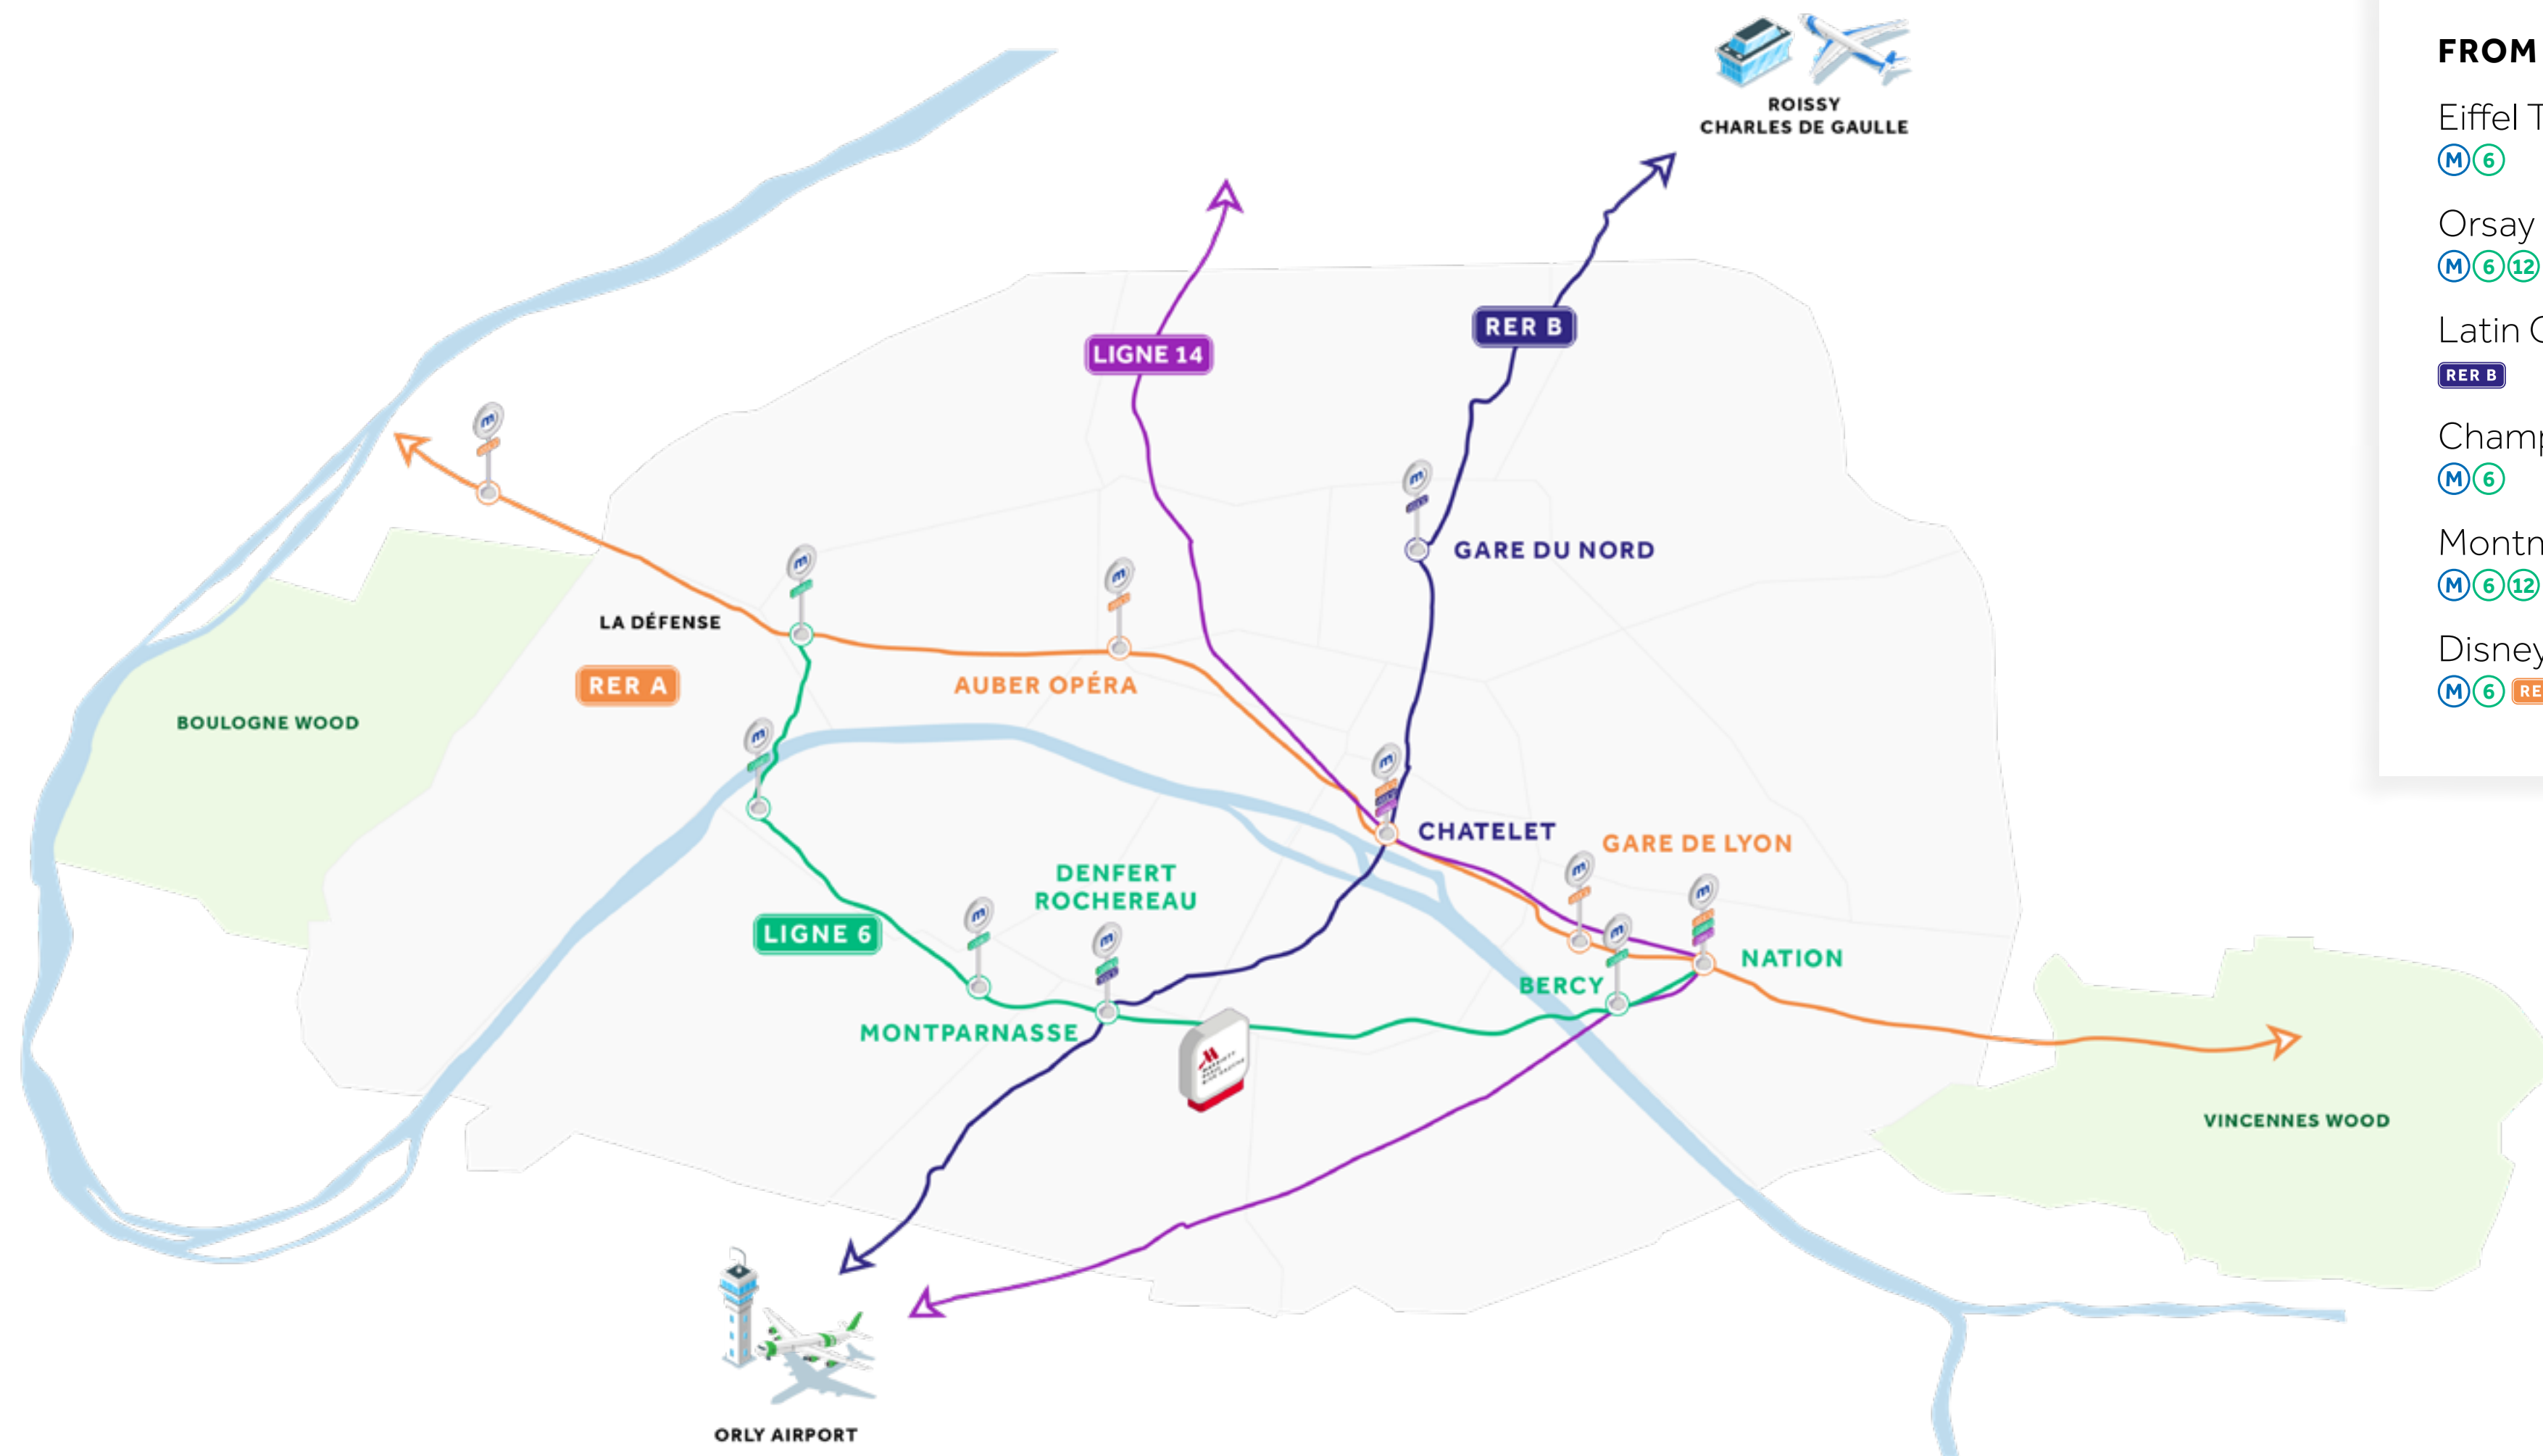 ROISSY
CHARLES DE GAULLE
LIGNE 14
RER B
GARE DU NORD
LA DÉFENSE
RER A
AUBER OPÉRA
BOULOGNE WOOD
CHATELET
GARE DE LYON
DENFERT
ROCHEREAU
LIGNE 6
NATION
BERCY
MONTPARNASSE
VINCENNES WOOD
ORLY AIRPORT
FROM
Eiffel T
M 6
Orsay
M 6 12
Latin
RER B
Champ
M 6
Montm
M 6 12
Disney
M 6 RE